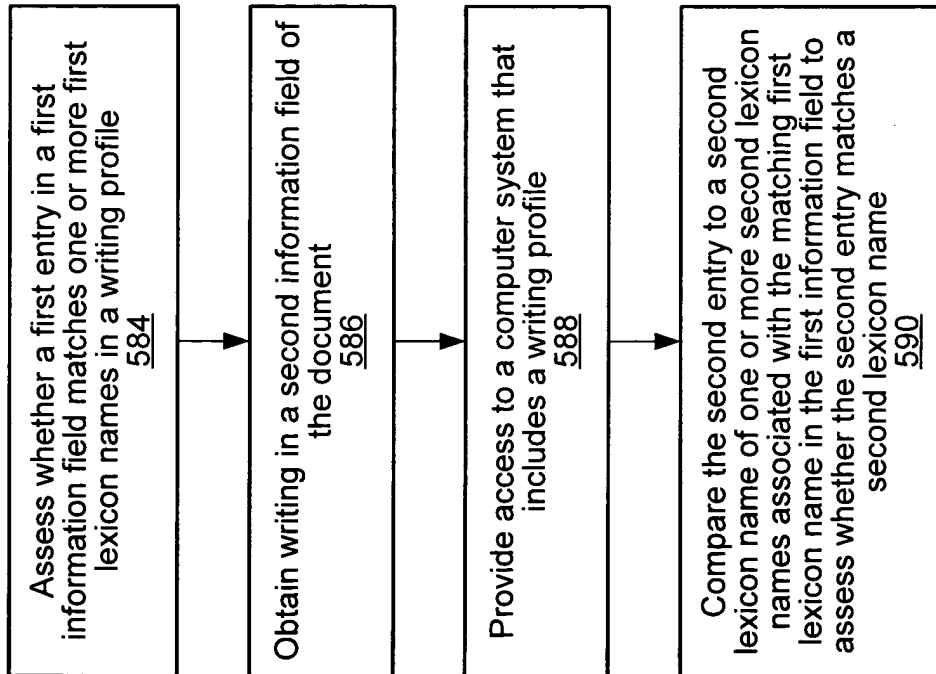 Assess whether a first entry in a first
information field matches one or more first
lexicon names in a writing profile
584
Obtain writing in a second information field of
the document
586
Provide access to a computer system that
includes a writing profile
588
Compare the second entry to a second
lexicon name of one or more second lexicon
names associated with the matching first
lexicon name in the first information field to
assess whether the second entry matches a
second lexicon name
590